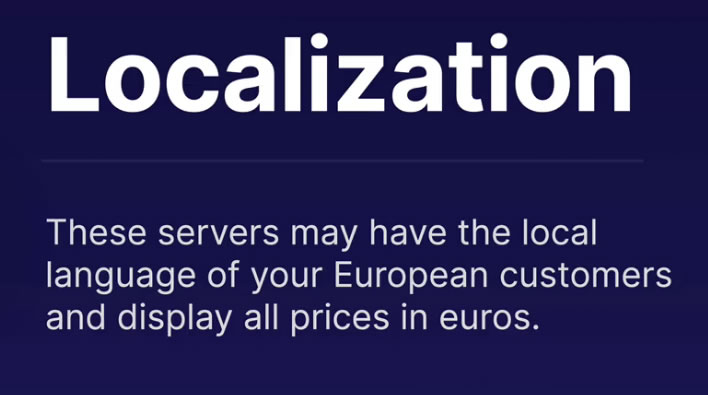 Localization
These servers may have the local
language of your European customers
and display all prices in euros.